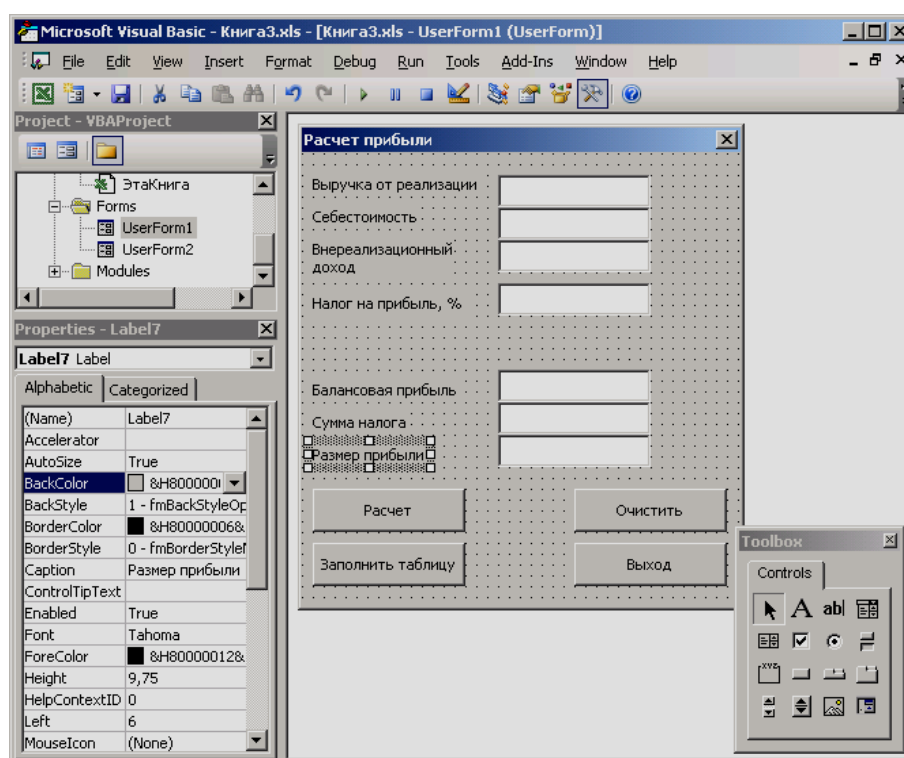 Microsoft Visual Basic - Книга3.xls - [Книга3.xls - UserForm1 (UserForm)]
File Edit View Insert Format Debug Run Tools Add-Ins Window Help
Project - VBAProject
ЭтаКнига
Forms
UserForm1
UserForm2
Modules
Properties - Label7
Label7 Label
Alphabetic Categorized
(Name) Label7
Accelerator
AutoSize True
BackColor &H800000
BackStyle 1 - fmBackStyleOp
BorderColor &H80000006&
BorderStyle 0 - fmBorderStyle
Caption Размер прибыли
ControlTipText
Enabled True
Font Tahoma
ForeColor &H80000012&
Height 9,75
HelpContextID 0
Left 6
MouseIcon (None)
Расчет прибыли
Выручка от реализации
Себестоимость
Внереализационный
доход
Налог на прибыль, %
Балансовая прибыль
Сумма налога
Размер прибыли
Расчет Очистить
Заполнить таблицу Выход
Toolbox
Controls
A ab|
xyz